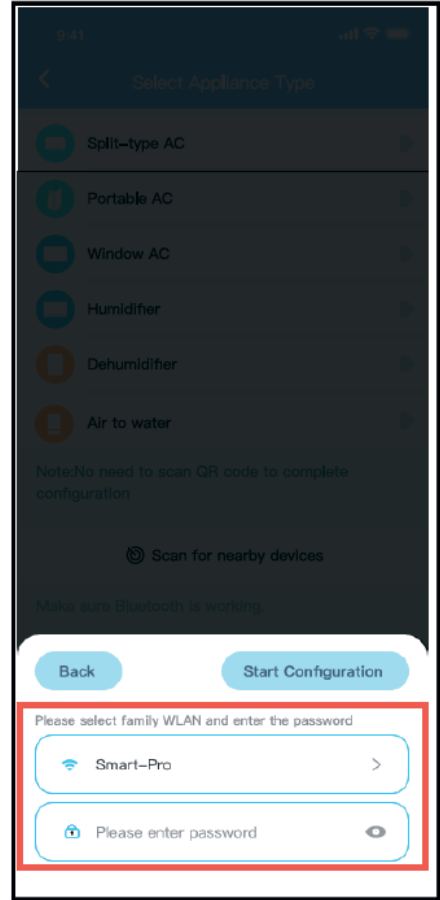 9:41
Select Appliance Type
Split-type AC
Portable AC
Window AC
Humidifier
Dehumidifier
Air to water
Note:No need to scan QR code to complete
configuration
Scan for nearby devices
Make sure Bluetooth is working.
Back
Start Configuration
Please select family WLAN and enter the password
Smart-Pro
Please enter password